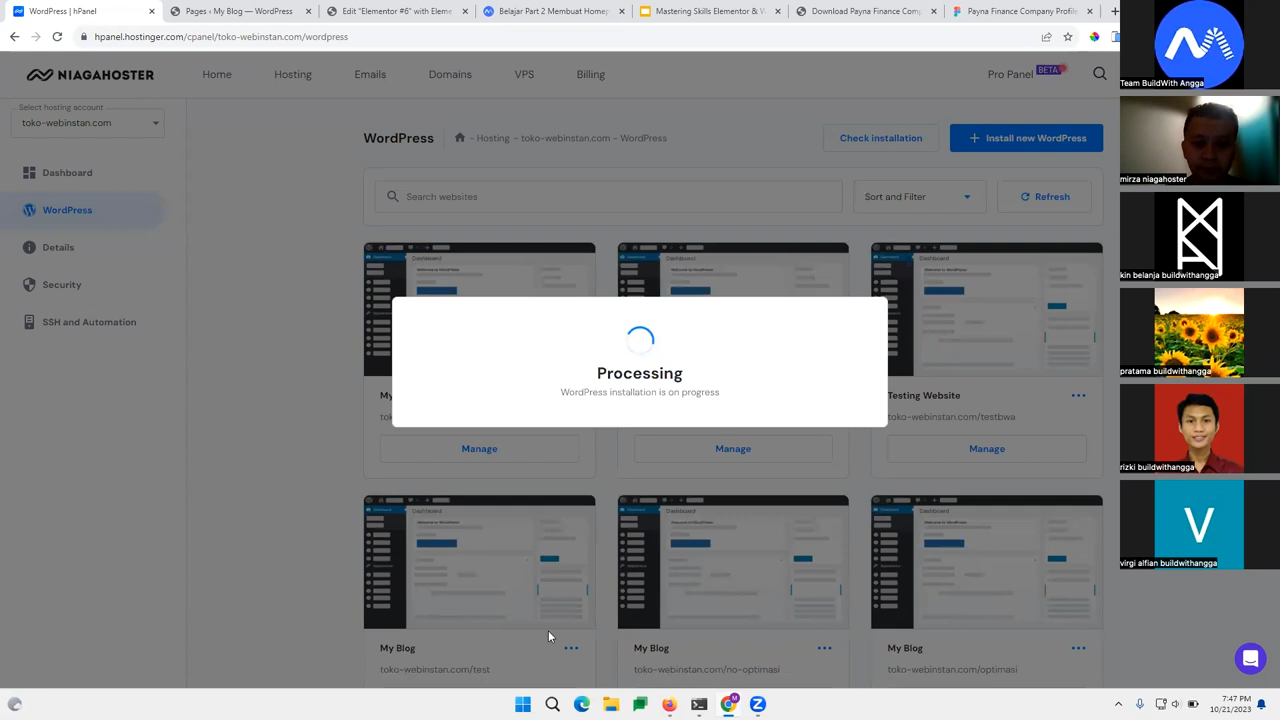 WordPress | hPanel
Pages ‹ My Blog — WordPress
Edit "Elementor #6" with Eleme
Belajar Part 2 Membuat Homep
Mastering Skills Elementor & W
Download Payna Finance Comp
Payna Finance Company Profile
hpanel.hostinger.com/cpanel/toko-webinstan.com/wordpress
NIAGAHOSTER
Home
Hosting
Emails
Domains
VPS
Billing
Pro Panel
BETA
Select hosting account
toko-webinstan.com
Dashboard
WordPress
Details
Security
SSH and Automation
WordPress
- Hosting - toko-webinstan.com - WordPress
Check installation
Install new WordPress
Search websites
Sort and Filter
Refresh
Processing
WordPress installation is on progress
My
tok
Testing Website
toko-webinstan.com/testbwa
Manage
Manage
Manage
Dashboard
Dashboard
Dashboard
My Blog
toko-webinstan.com/test
My Blog
toko-webinstan.com/no-optimasi
My Blog
toko-webinstan.com/optimasi
Team BuildWith Angga
mirza niagahoster
kin belanja buildwithangga
pratama buildwithangga
rizki buildwithangga
V
virgi alfian buildwithangga
7:47 PM
10/21/2023